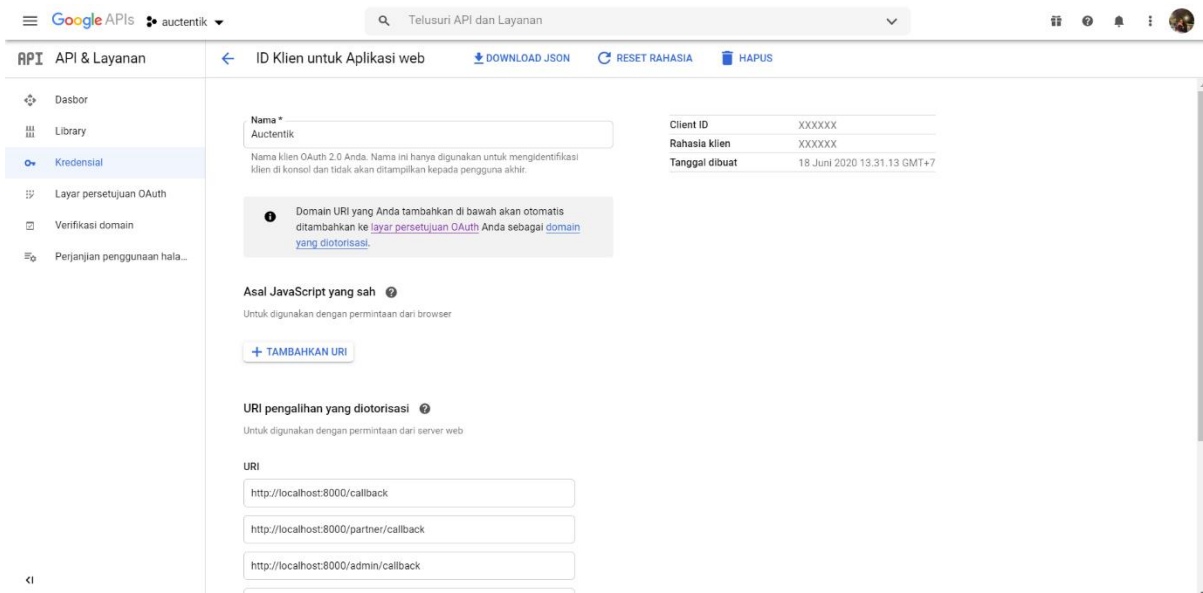 Google APIs
auctentik
Telusuri API dan Layanan
API API & Layanan
Dasbor
Library
Kredensial
Layar persetujuan OAuth
Verifikasi domain
Perjanjian penggunaan hala...
ID Klien untuk Aplikasi web
DOWNLOAD JSON
RESET RAHASIA
HAPUS
Nama *
Auctentik
Nama klien OAuth 2.0 Anda. Nama ini hanya digunakan untuk mengidentifikasi
klien di konsol dan tidak akan ditampilkan kepada pengguna akhir.
Domain URI yang Anda tambahkan di bawah akan otomatis
ditambahkan ke layar persetujuan OAuth Anda sebagai domain
yang diotorisasi.
Asal JavaScript yang sah
Untuk digunakan dengan permintaan dari browser
+ TAMBAHKAN URI
URI pengalihan yang diotorisasi
Untuk digunakan dengan permintaan dari server web
URI
http://localhost:8000/callback
http://localhost:8000/partner/callback
http://localhost:8000/admin/callback
Client ID XXXXXX
Rahasia klien XXXXXX
Tanggal dibuat 18 Juni 2020 13.31.13 GMT+7